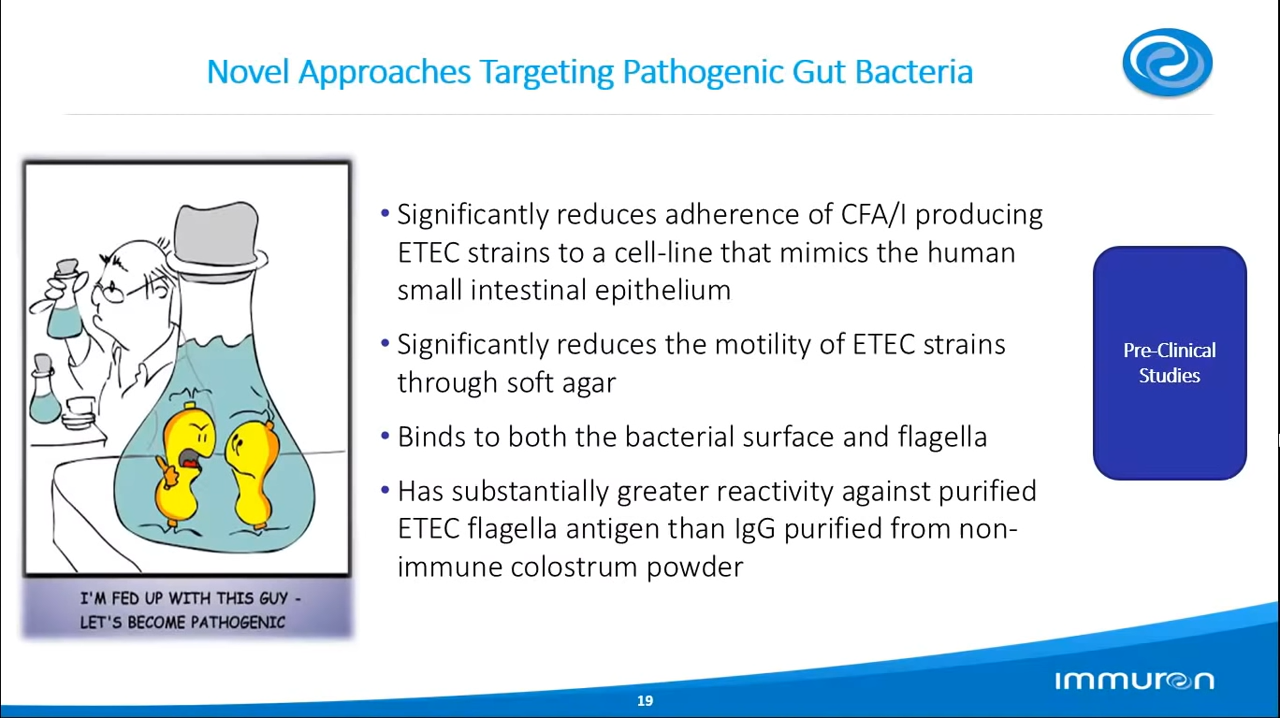 Novel Approaches Targeting Pathogenic Gut Bacteria
• Significantly reduces adherence of CFA/I producing
ETEC strains to a cell-line that mimics the human
small intestinal epithelium
• Significantly reduces the motility of ETEC strains
through soft agar
• Binds to both the bacterial surface and flagella
• Has substantially greater reactivity against purified
ETEC flagella antigen than IgG purified from non-
immune colostrum powder
Pre-Clinical
Studies
I'M FED UP WITH THIS GUY -
LET'S BECOME PATHOGENIC
19
immuron